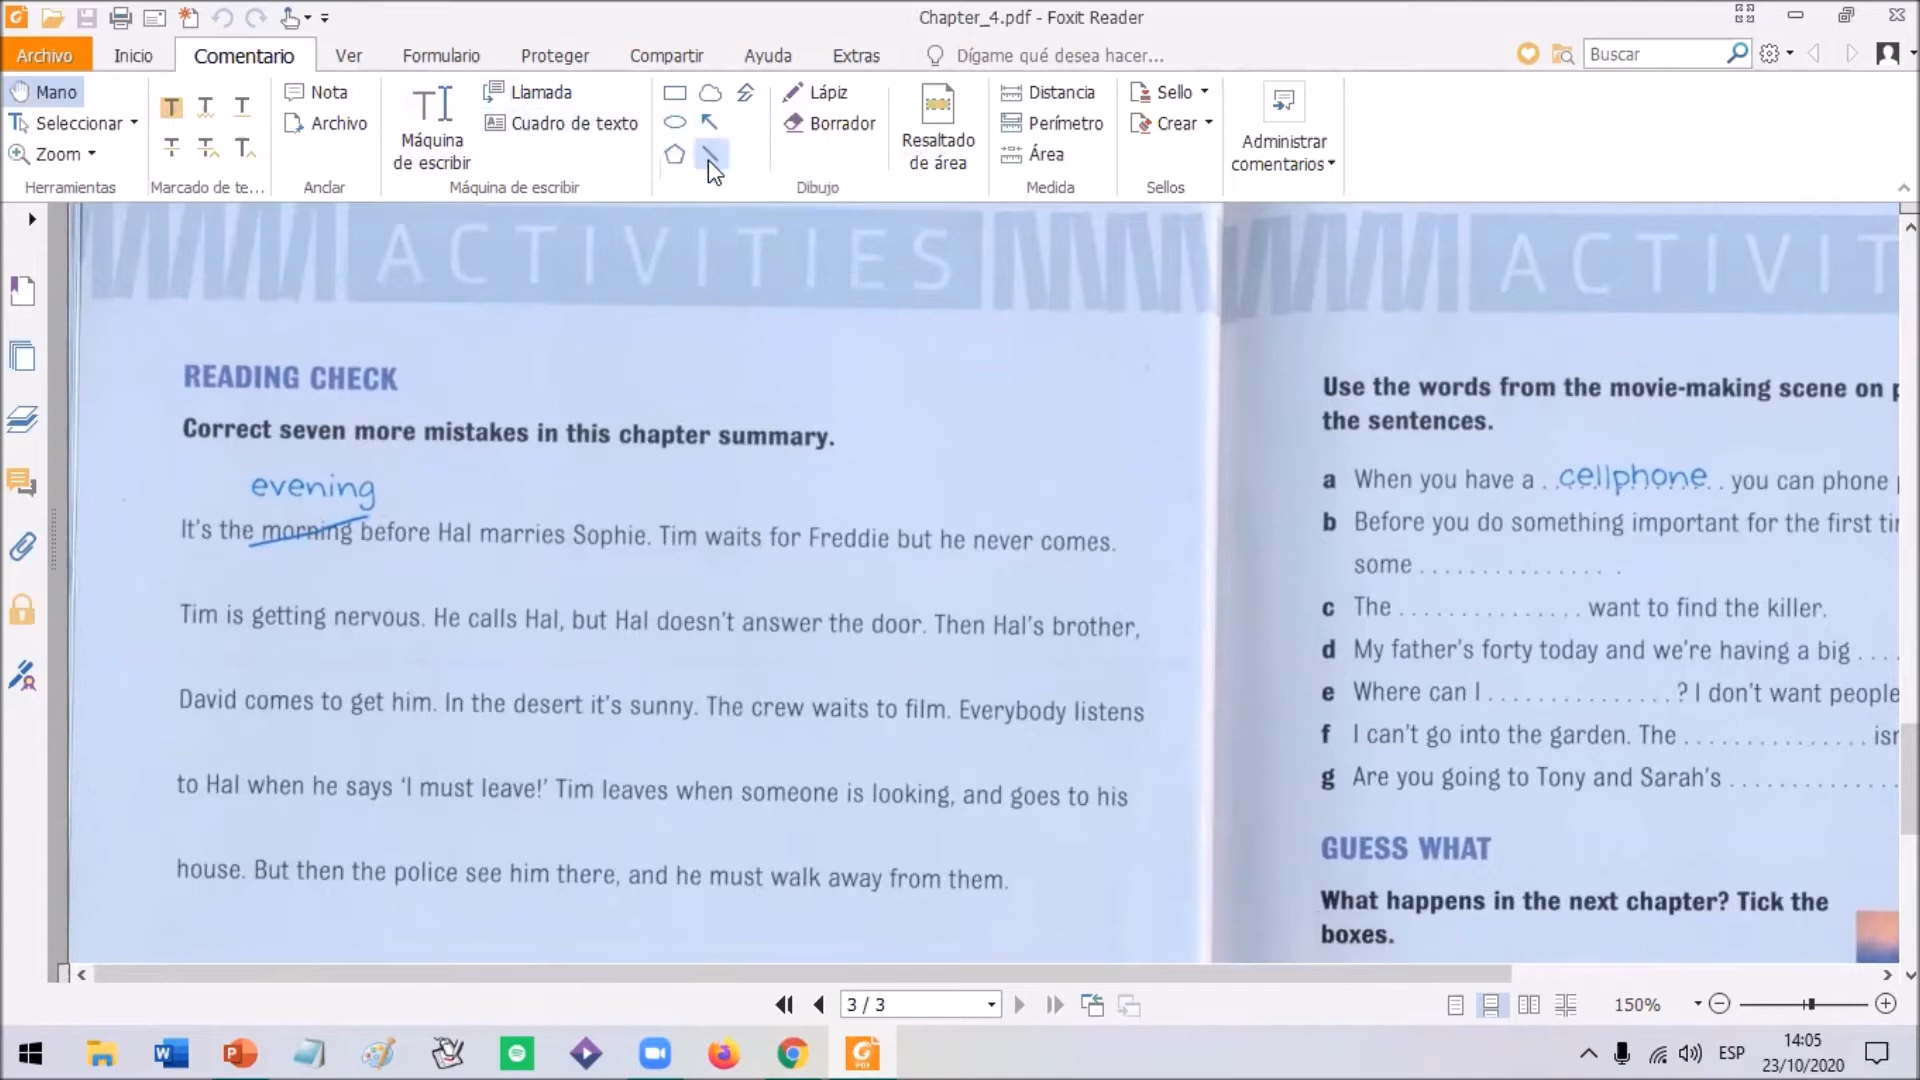 Chapter_4.pdf - Foxit Reader
Archivo Inicio Comentario Ver Formulario Proteger Compartir Ayuda Extras Dígame qué desea hacer... Buscar
Mano
Seleccionar
Zoom
Herramientas
Marcado de te...
Nota
Archivo
Anclar
Máquina de escribir
Llamada
Cuadro de texto
Máquina de escribir
Lápiz
Borrador
Dibujo
Resaltado de área
Distancia
Perímetro
Área
Medida
Sello
Crear
Sellos
Administrar comentarios
ACTIVITIES
READING CHECK
Correct seven more mistakes in this chapter summary.
evening
It's the morning before Hal marries Sophie. Tim waits for Freddie but he never comes.
Tim is getting nervous. He calls Hal, but Hal doesn't answer the door. Then Hal's brother,
David comes to get him. In the desert it's sunny. The crew waits to film. Everybody listens
to Hal when he says 'I must leave!' Tim leaves when someone is looking, and goes to his
house. But then the police see him there, and he must walk away from them.
ACTIVIT
Use the words from the movie-making scene on
the sentences.
a When you have a . . cellphone . . you can phone
b Before you do something important for the first
some . . . . . . . . . . . . . . .
c The . . . . . . . . . . . . . . . want to find the killer.
d My father's forty today and we're having a big . . . .
e Where can I . . . . . . . . . . . . . . . ? I don't want people
f I can't go into the garden. The . . . . . . . . . . . . . . .
g Are you going to Tony and Sarah's . . . . . . . . . . . . . .
GUESS WHAT
What happens in the next chapter? Tick the
boxes.
3 / 3
150%
ESP
14:05
23/10/2020